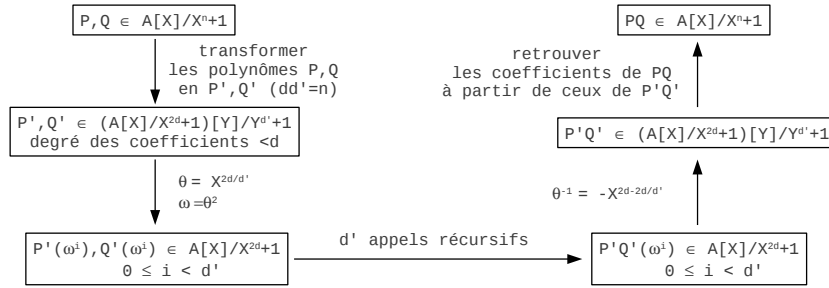 P,Q ∈ A[X]/Xⁿ+1
transformer
les polynômes P,Q
en P',Q' (dd'=n)
P',Q' ∈ (A[X]/X²ᵈ+1)[Y]/Yᵈ'+1
degré des coefficients <d
θ = X²ᵈ/ᵈ'
ω=θ²
P'(ωⁱ),Q'(ωⁱ) ∈ A[X]/X²ᵈ+1
0 ≤ i < d'
d' appels récursifs
P'Q'(ωⁱ) ∈ A[X]/X²ᵈ+1
0 ≤ i < d'
θ⁻¹ = -X²ᵈ⁻²ᵈ/ᵈ'
P'Q' ∈ (A[X]/X²ᵈ+1)[Y]/Yᵈ'+1
retrouver
les coefficients de PQ
à partir de ceux de P'Q'
PQ ∈ A[X]/Xⁿ+1